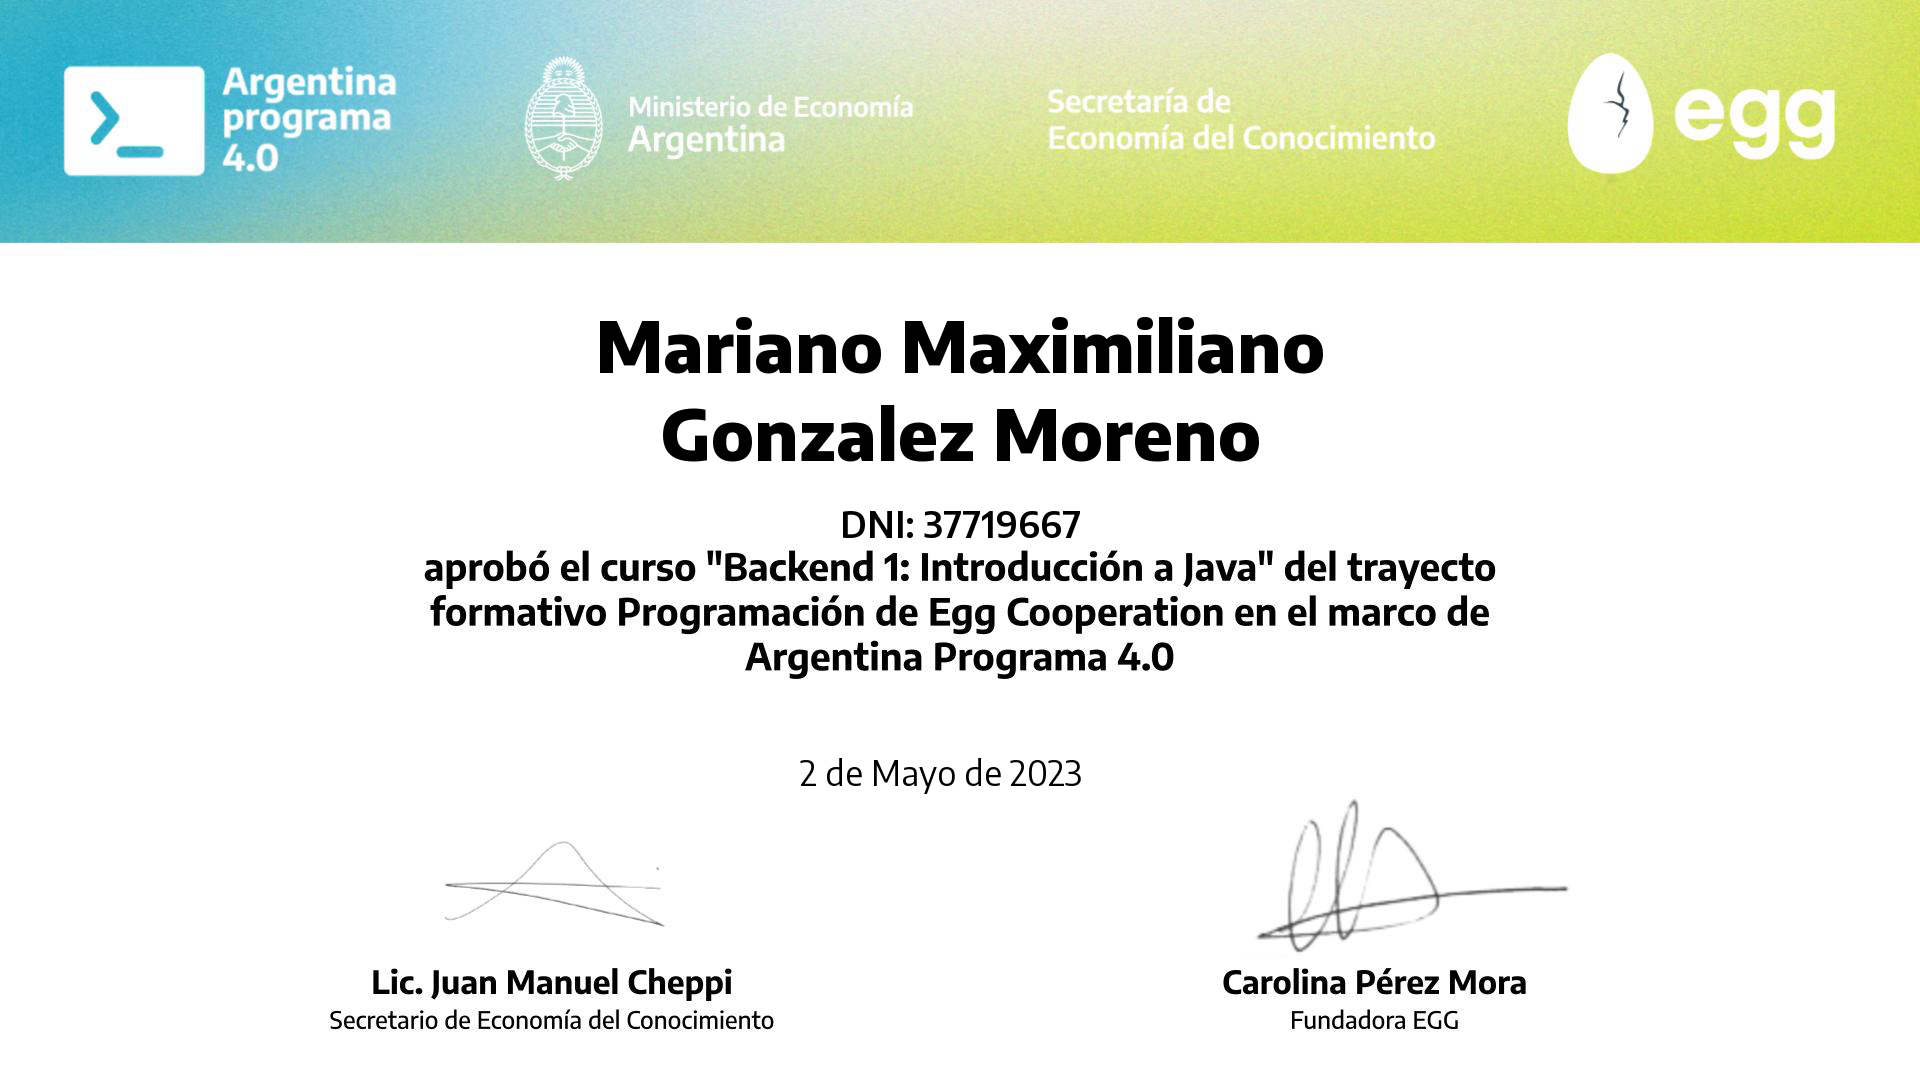 Argentina
programa
4.0
Ministerio de Economía
Argentina
Secretaría de
Economía del Conocimiento
egg
Mariano Maximiliano
Gonzalez Moreno
DNI: 37719667
aprobó el curso "Backend 1: Introducción a Java" del trayecto
formativo Programación de Egg Cooperation en el marco de
Argentina Programa 4.0
2 de Mayo de 2023
Lic. Juan Manuel Cheppi
Secretario de Economía del Conocimiento
Carolina Pérez Mora
Fundadora EGG